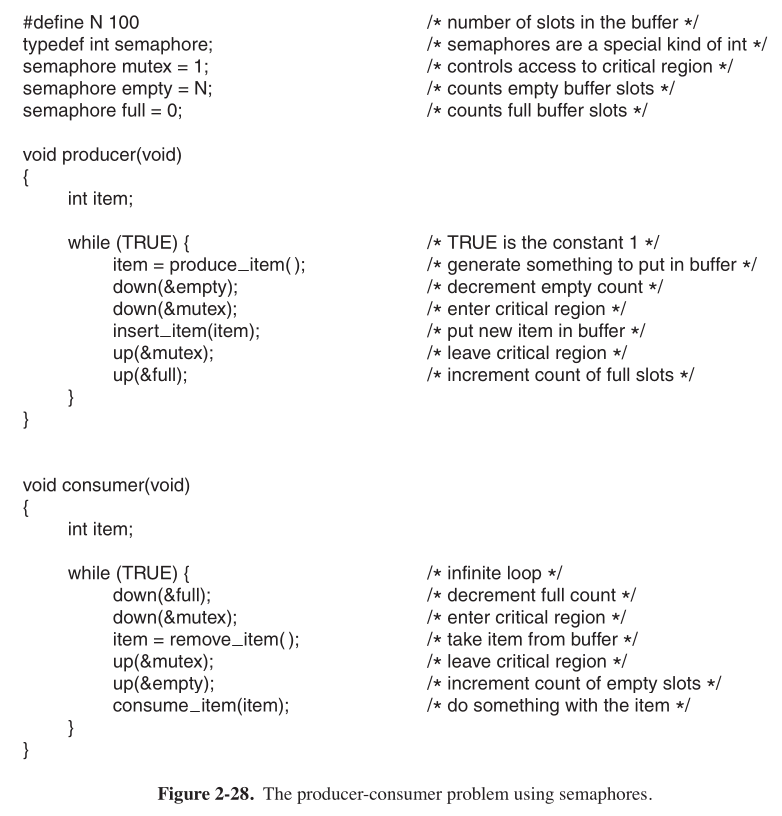 #define N 100 /* number of slots in the buffer */
typedef int semaphore; /* semaphores are a special kind of int */
semaphore mutex = 1; /* controls access to critical region */
semaphore empty = N; /* counts empty buffer slots */
semaphore full = 0; /* counts full buffer slots */
void producer(void)
{
int item;
while (TRUE) { /* TRUE is the constant 1 */
item = produce_item( ); /* generate something to put in buffer */
down(&empty); /* decrement empty count */
down(&mutex); /* enter critical region */
insert_item(item); /* put new item in buffer */
up(&mutex); /* leave critical region */
up(&full); /* increment count of full slots */
}
}
void consumer(void)
{
int item;
while (TRUE) { /* infinite loop */
down(&full); /* decrement full count */
down(&mutex); /* enter critical region */
item = remove_item( ); /* take item from buffer */
up(&mutex); /* leave critical region */
up(&empty); /* increment count of empty slots */
consume_item(item); /* do something with the item */
}
}
Figure 2-28. The producer-consumer problem using semaphores.